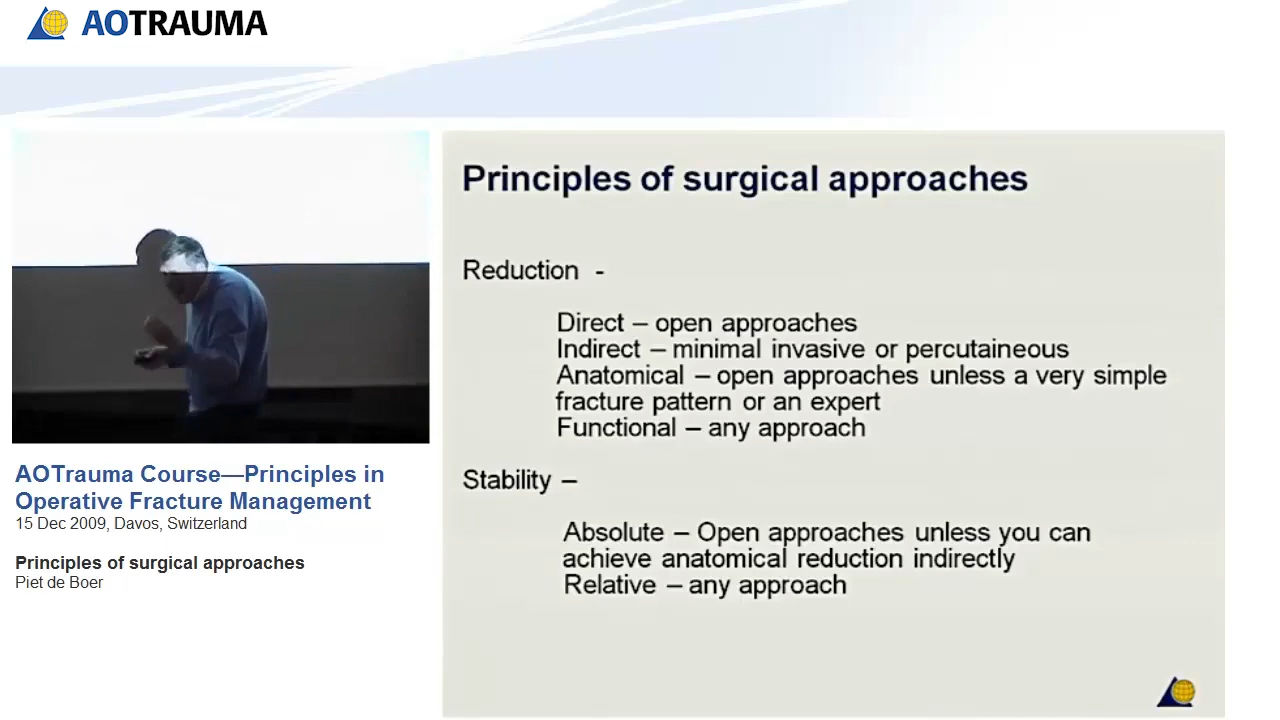 AOTRAUMA
AOTrauma Course—Principles in
Operative Fracture Management
15 Dec 2009, Davos, Switzerland
Principles of surgical approaches
Piet de Boer
Principles of surgical approaches
Reduction -
Direct – open approaches
Indirect – minimal invasive or percutaineous
Anatomical – open approaches unless a very simple
fracture pattern or an expert
Functional – any approach
Stability –
Absolute – Open approaches unless you can
achieve anatomical reduction indirectly
Relative – any approach